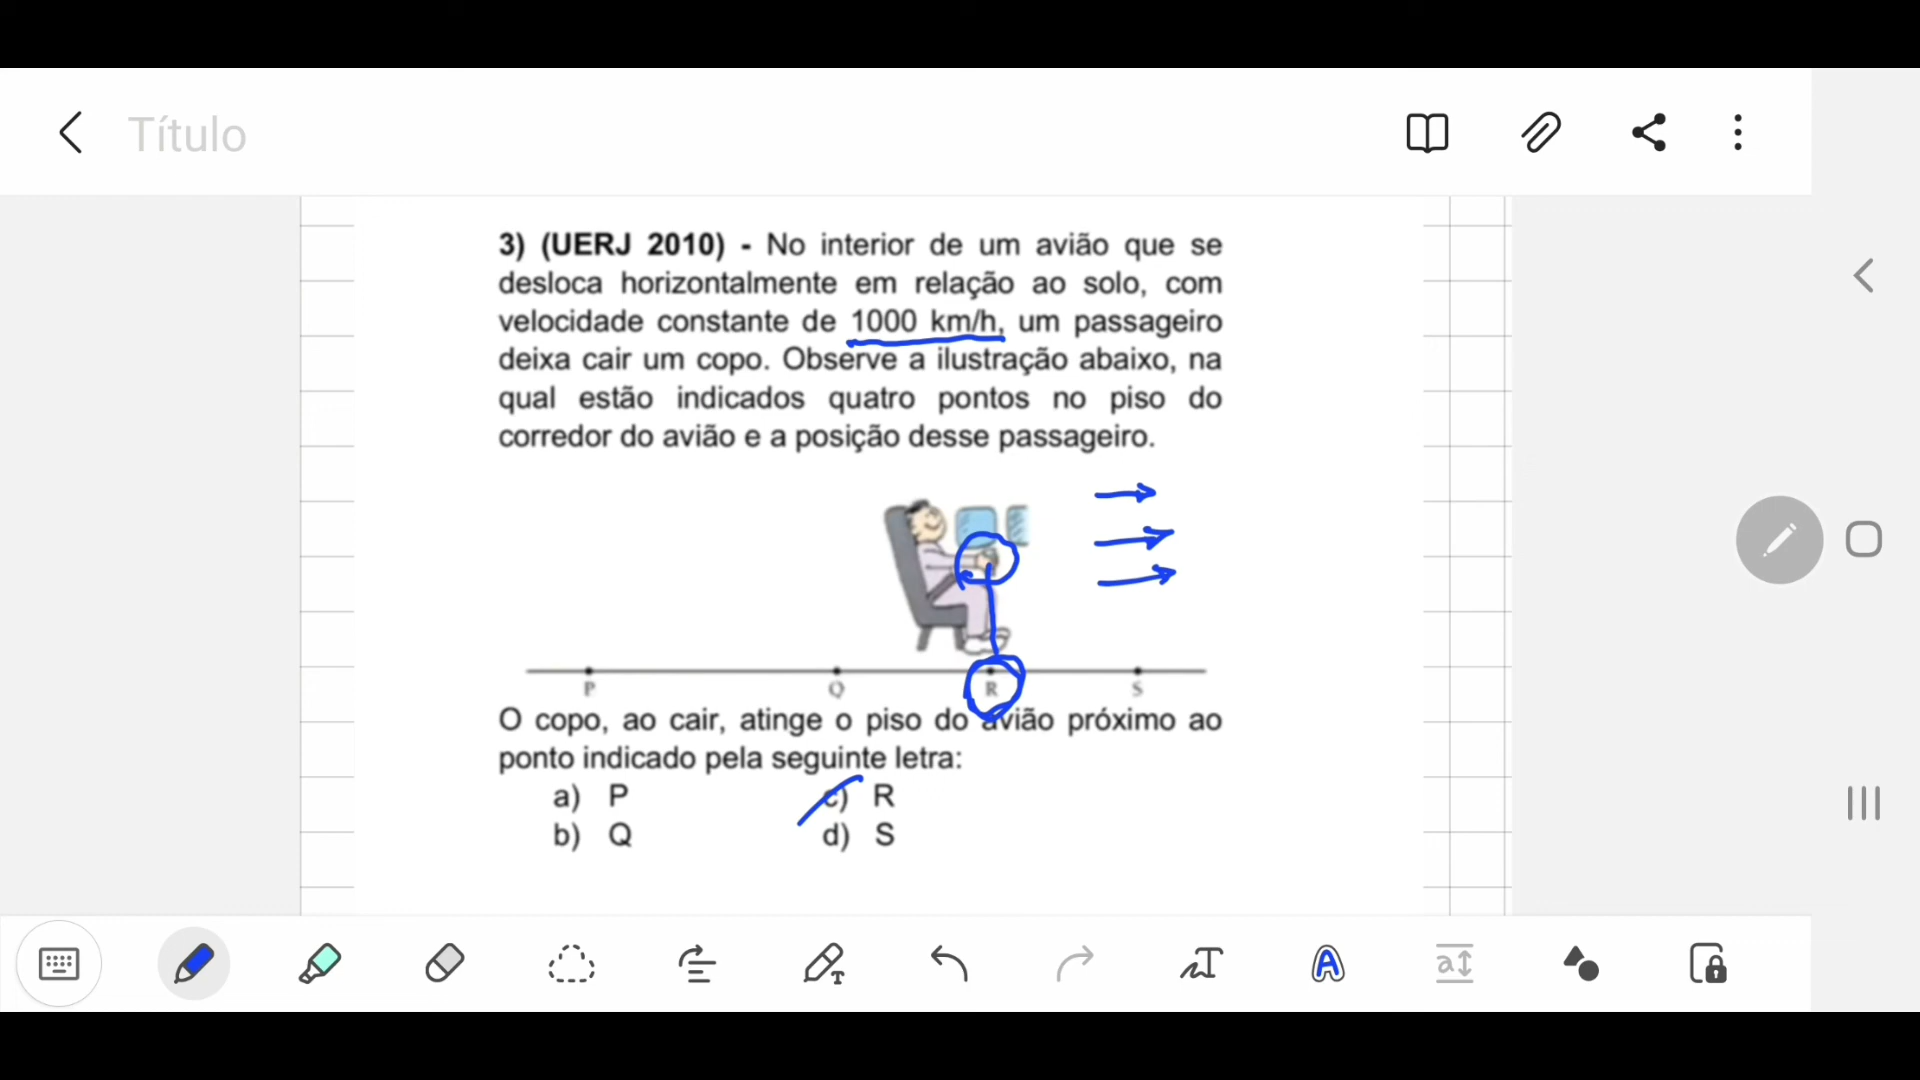 Título
3) (UERJ 2010) - No interior de um avião que se
desloca horizontalmente em relação ao solo, com
velocidade constante de 1000 km/h, um passageiro
deixa cair um copo. Observe a ilustração abaixo, na
qual estão indicados quatro pontos no piso do
corredor do avião e a posição desse passageiro.
P Q R S
O copo, ao cair, atinge o piso do avião próximo ao
ponto indicado pela seguinte letra:
a) P c) R
b) Q d) S
T T A a